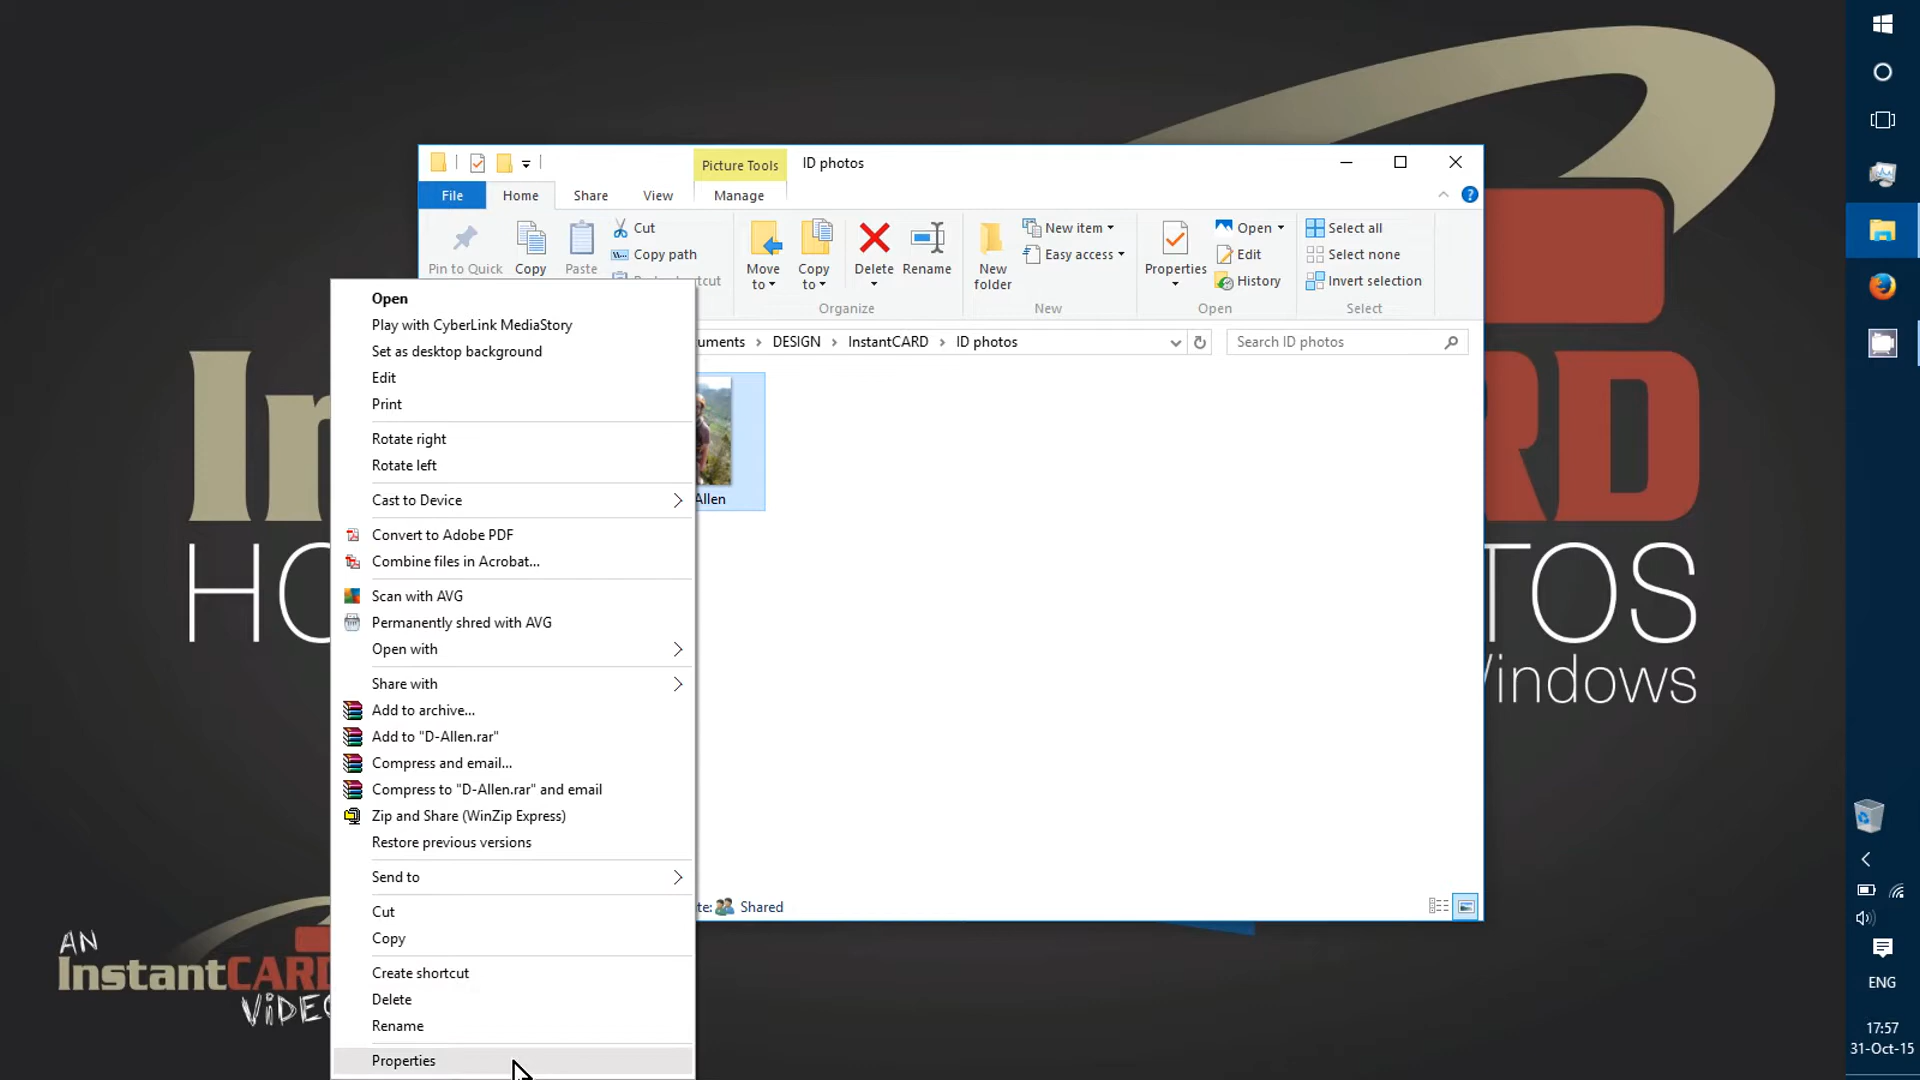 Picture Tools
ID photos
File
Home
Share
View
Manage
Pin to Quick
Copy
Paste
Cut
Copy path
Move to
Copy to
Delete
Rename
New folder
New item
Easy access
Properties
Open
Edit
History
Select all
Select none
Invert selection
Organize
New
Open
Select
DESIGN
InstantCARD
ID photos
Search ID photos
Allen
Shared
Open
Play with CyberLink MediaStory
Set as desktop background
Edit
Print
Rotate right
Rotate left
Cast to Device
Convert to Adobe PDF
Combine files in Acrobat...
Scan with AVG
Permanently shred with AVG
Open with
Share with
Add to archive...
Add to "D-Allen.rar"
Compress and email...
Compress to "D-Allen.rar" and email
Zip and Share (WinZip Express)
Restore previous versions
Send to
Cut
Copy
Create shortcut
Delete
Rename
Properties
AN
InstantCARD
ENG
17:57
31-Oct-15